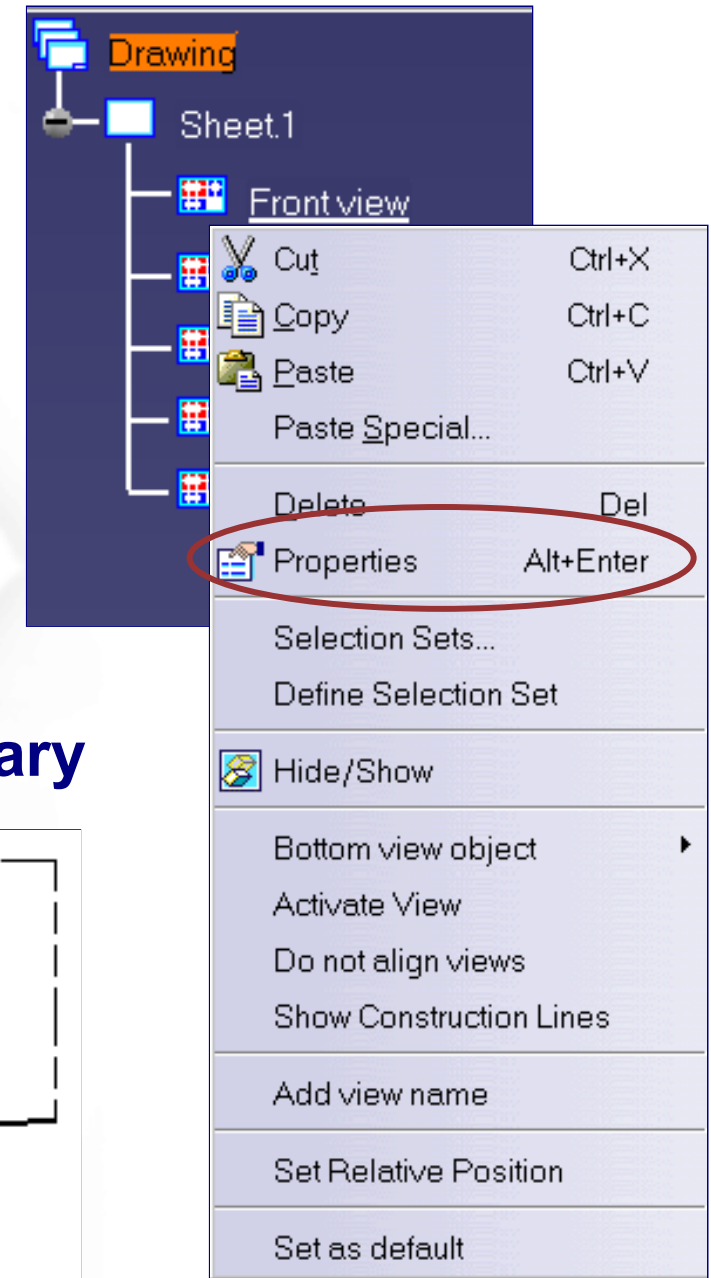 Drawing
Sheet.1
Front view
Cut Ctrl+X
Copy Ctrl+C
Paste Ctrl+V
Paste Special...
Delete Del
Properties Alt+Enter
Selection Sets...
Define Selection Set
ary
Hide/Show
Bottom view object
Activate View
Do not align views
Show Construction Lines
Add view name
Set Relative Position
Set as default